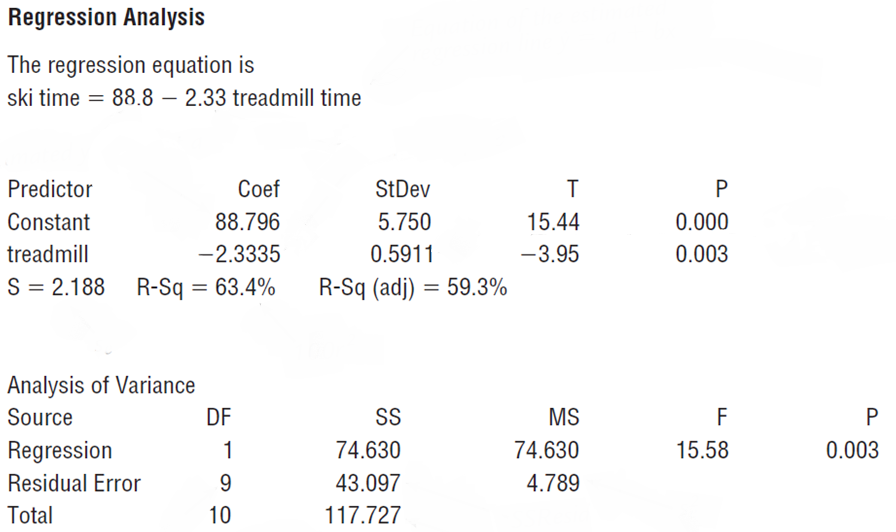 Regression Analysis
The regression equation is
ski time = 88.8 – 2.33 treadmill time
Predictor Coef StDev T P
Constant 88.796 5.750 15.44 0.000
treadmill −2.3335 0.5911 −3.95 0.003
S = 2.188 R-Sq = 63.4% R-Sq (adj) = 59.3%
Analysis of Variance
Source DF SS MS F P
Regression 1 74.630 74.630 15.58 0.003
Residual Error 9 43.097 4.789
Total 10 117.727